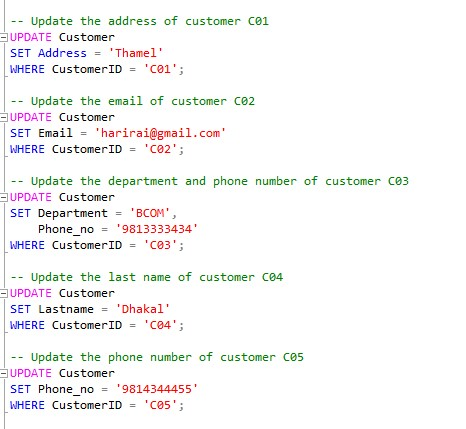 -- Update the address of customer C01
UPDATE Customer
SET Address = 'Thamel'
WHERE CustomerID = 'C01';
-- Update the email of customer C02
UPDATE Customer
SET Email = 'harirai@gmail.com'
WHERE CustomerID = 'C02';
-- Update the department and phone number of customer C03
UPDATE Customer
SET Department = 'BCOM',
    Phone_no = '9813333434'
WHERE CustomerID = 'C03';
-- Update the last name of customer C04
UPDATE Customer
SET Lastname = 'Dhakal'
WHERE CustomerID = 'C04';
-- Update the phone number of customer C05
UPDATE Customer
SET Phone_no = '9814344455'
WHERE CustomerID = 'C05';